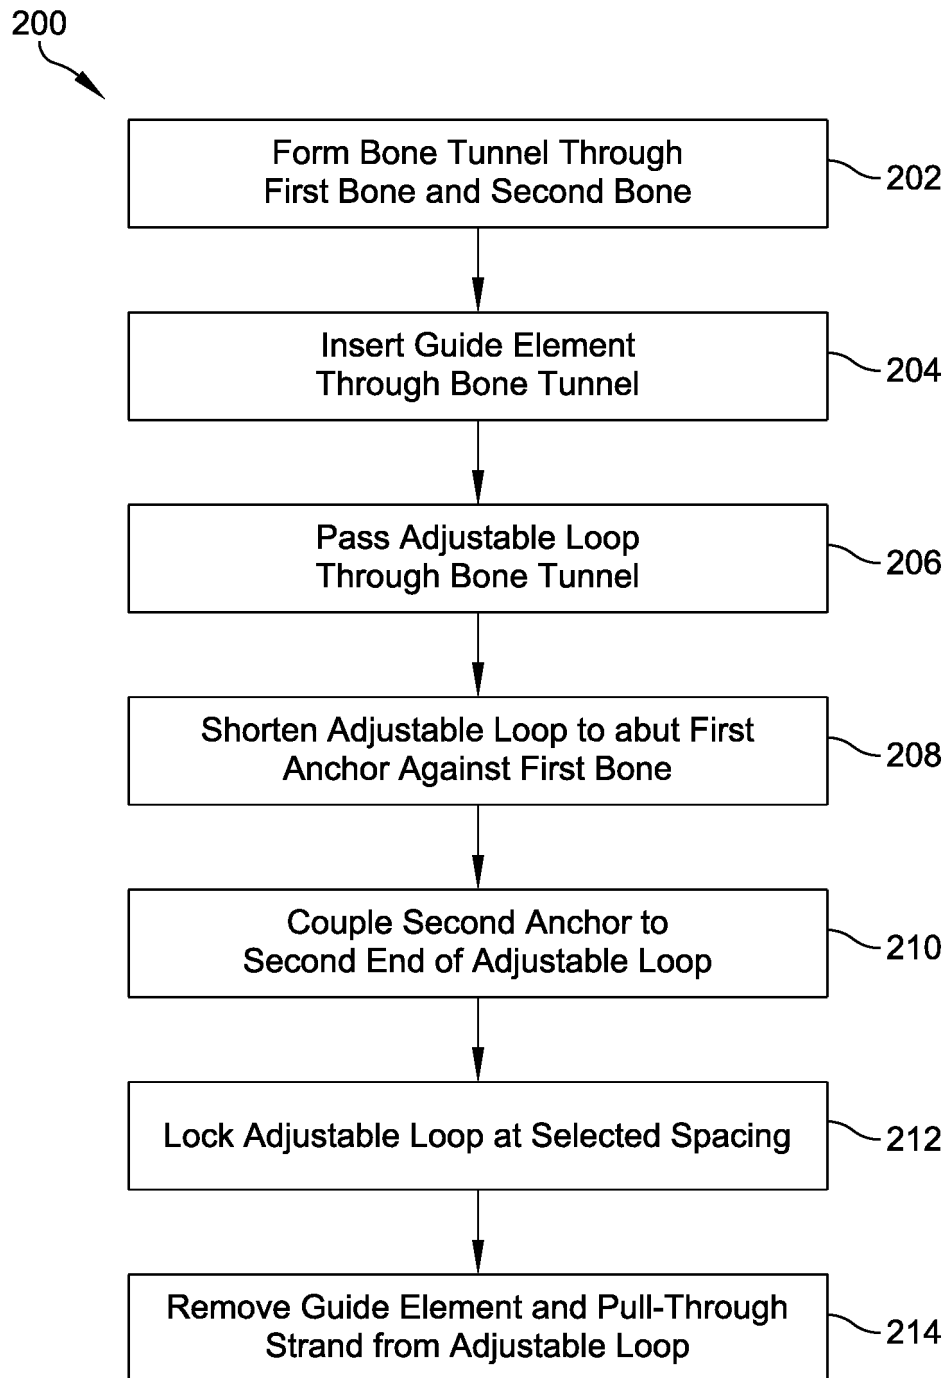 200
Form Bone Tunnel Through
First Bone and Second Bone
202
Insert Guide Element
Through Bone Tunnel
204
Pass Adjustable Loop
Through Bone Tunnel
206
Shorten Adjustable Loop to abut First
Anchor Against First Bone
208
Couple Second Anchor to
Second End of Adjustable Loop
210
Lock Adjustable Loop at Selected Spacing
212
Remove Guide Element and Pull-Through
Strand from Adjustable Loop
214